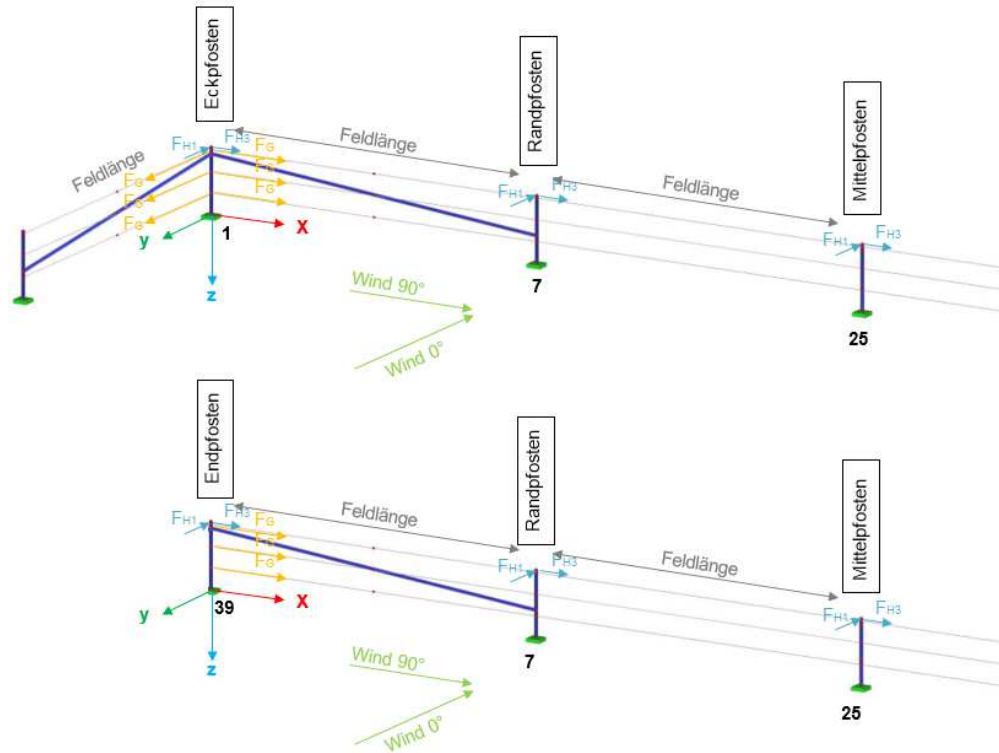 Eckpfosten
Randpfosten
Mittelpfosten
Feldlänge
Feldlänge
Feldlänge
FH1
FH3
FG
FG
FG
FG
FG
FG
FH1
FH3
FH1
FH3
1
X
y
z
7
25
Wind 90°
Wind 0°
Endpfosten
Randpfosten
Mittelpfosten
Feldlänge
Feldlänge
FH1
FH3
FG
FG
FG
FH1
FH3
FH1
FH3
39
X
y
z
7
25
Wind 90°
Wind 0°